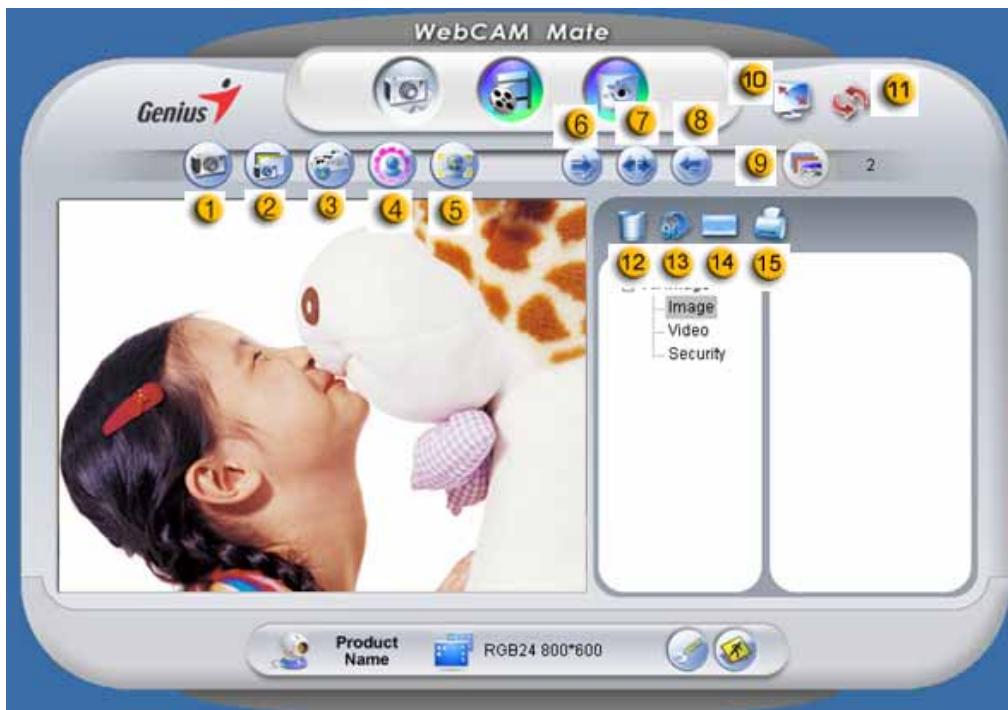 WebCAM Mate
Genius
10
11
6 7 8
9
2
1 2 3 4 5
12 13 14 15
Image
Video
Security
Product
Name
RGB24 800*600